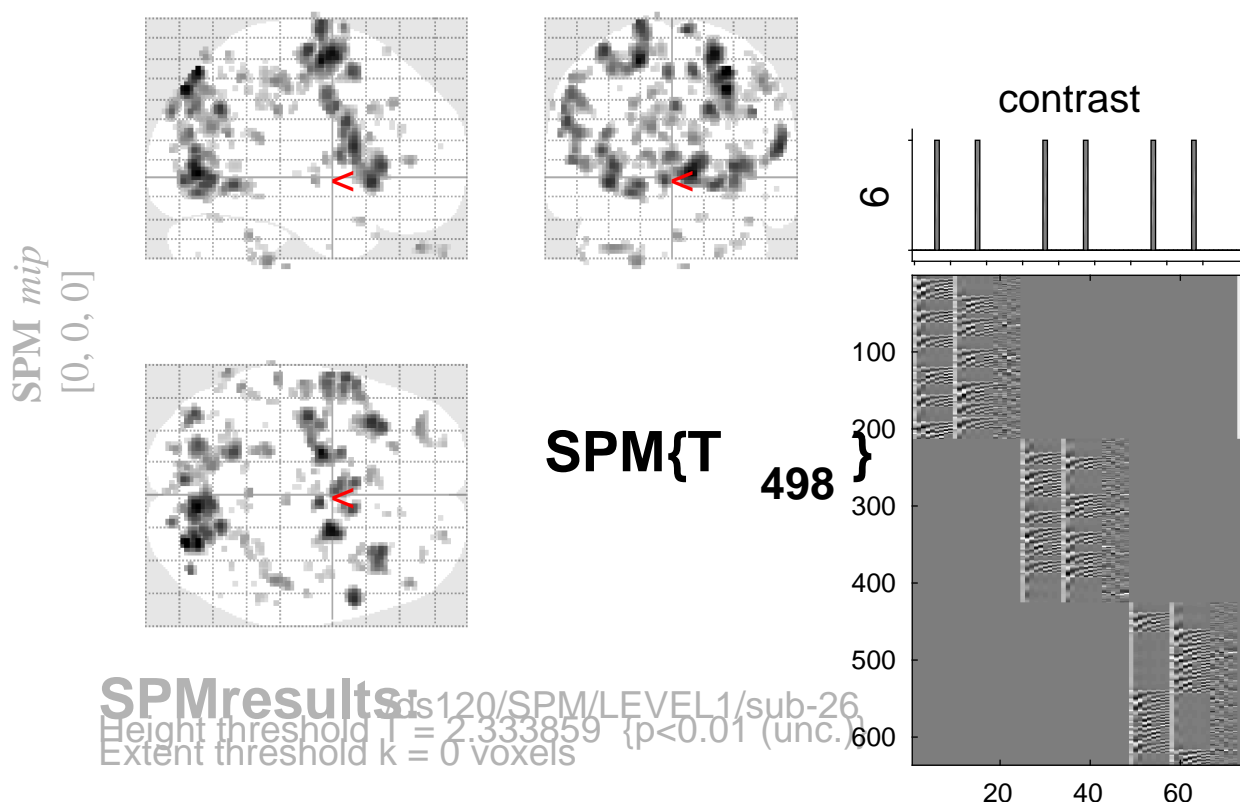 SPM mip
[0, 0, 0]
<
<
<
SPM{T 498 }
SPMresults: /ds120/SPM/LEVEL1/sub-26
Height threshold T = 2.333859 {p<0.01 (unc.)}
Extent threshold k = 0 voxels
contrast
6
100
200
300
400
500
600
20 40 60